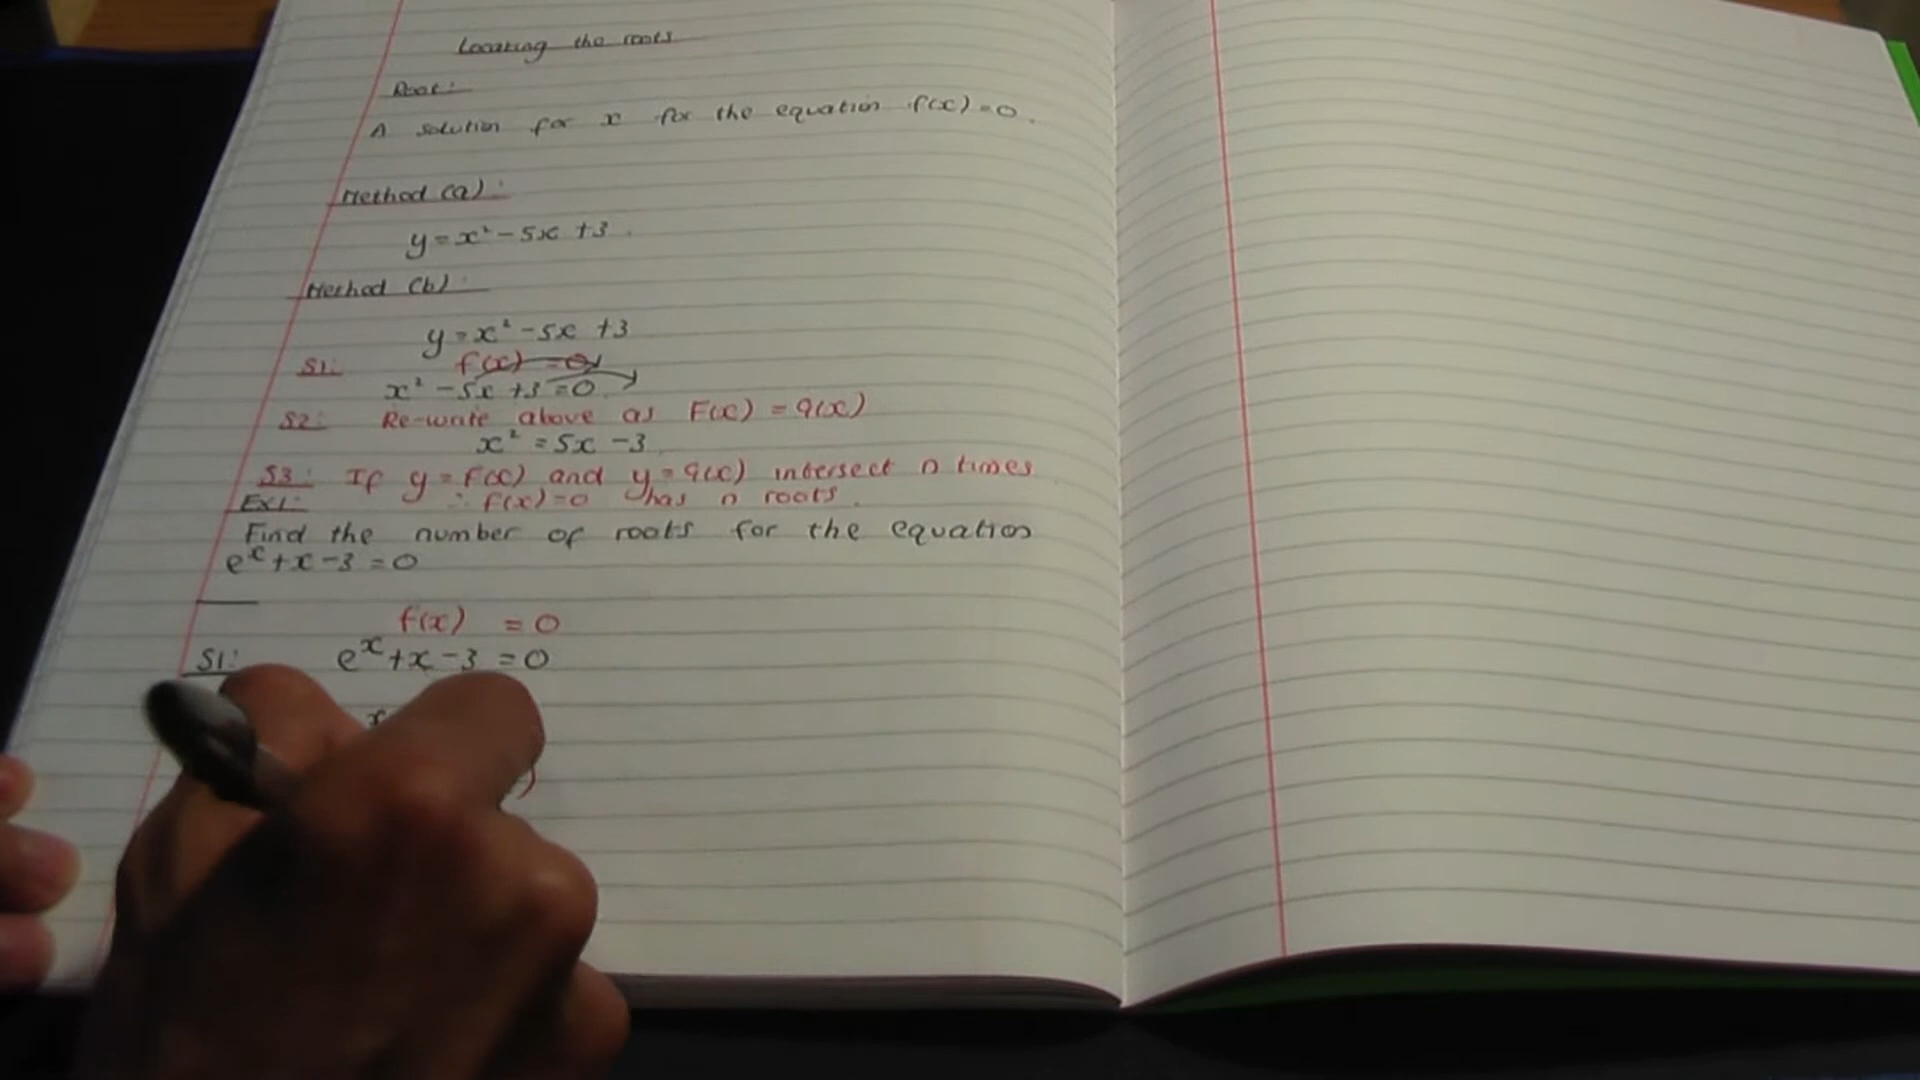 Locating the roots
Root:
A solution for x for the equation f(x)=0.
Method (a):
y=x²-5x+3.
Method (b):
y=x²-5x+3
S1: f(x)=0
x²-5x+3=0
S2: Re-write above as F(x)=g(x)
x²=5x-3
S3: If y=F(x) and y=g(x) intersect n times
Ex1: ∴ f(x)=0 has n roots.
Find the number of roots for the equation
eˣ+x-3=0
f(x) =0
S1: eˣ+x-3=0
x
)